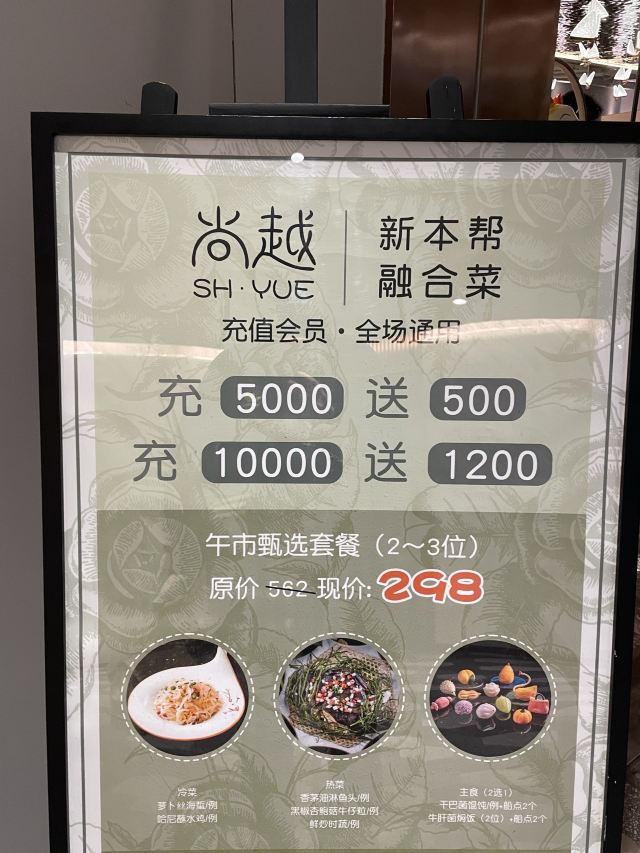 尚越
SH·YUE
新本帮
融合菜
充值会员·全场通用
充 5000 送 500
充 10000 送 1200
午市甄选套餐（2～3位）
原价 562 现价: 298
冷菜
萝卜丝海蜇/例
哈尼蘸水鸡/例
热菜
香茅油淋鱼头/例
黑椒杏鲍菇牛仔粒/例
鲜炒时蔬/例
主食（2选1）
干巴菌馄饨/例+船点2个
牛肝菌焖饭（2位）+船点2个